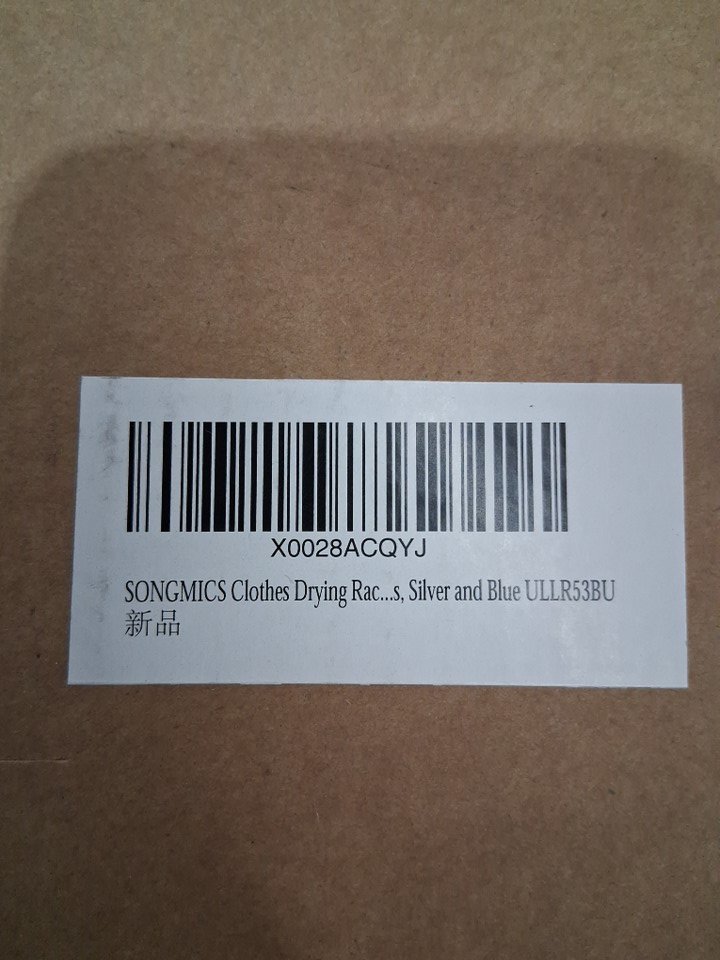 X0028ACQYJ
SONGMICS Clothes Drying Rac...s, Silver and Blue ULLR53BU
新品